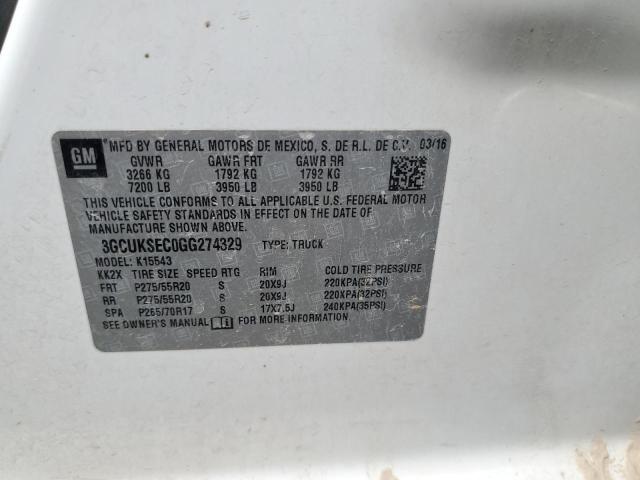 GM
MFD BY GENERAL MOTORS DE MEXICO, S. DE R.L. DE C.V. 03/16
GVWR GAWR FRT GAWR RR
3266 KG 1792 KG 1792 KG
7200 LB 3950 LB 3950 LB
THIS VEHICLE CONFORMS TO ALL APPLICABLE U.S. FEDERAL MOTOR
VEHICLE SAFETY STANDARDS IN EFFECT ON THE DATE OF
MANUFACTURE SHOWN ABOVE.
3GCUKSEC0GG274329 TYPE: TRUCK
MODEL: K15543
KK2X TIRE SIZE SPEED RTG RIM COLD TIRE PRESSURE
FRT P275/55R20 S 20X9J 220KPA(32PSI)
RR P275/55R20 S 20X9J 220KPA(32PSI)
SPA P265/70R17 S 17X7.5J 240KPA(35PSI)
SEE OWNER'S MANUAL FOR MORE INFORMATION